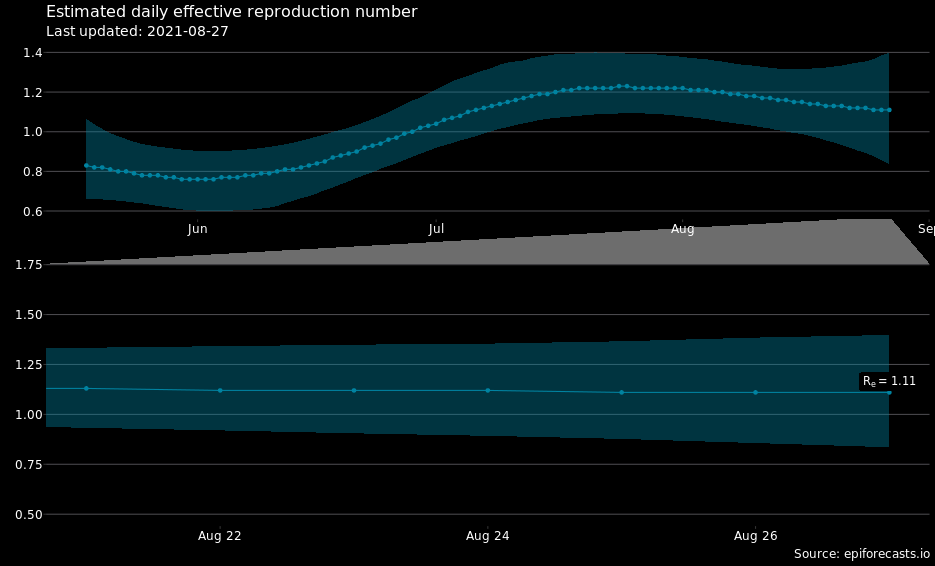 Estimated daily effective reproduction number
Last updated: 2021-08-27
1.4
1.2
1.0
0.8
0.6
Jun Jul Aug Sep
1.75
1.50
1.25
1.00
0.75
0.50
Rₑ = 1.11
Aug 22 Aug 24 Aug 26
Source: epiforecasts.io